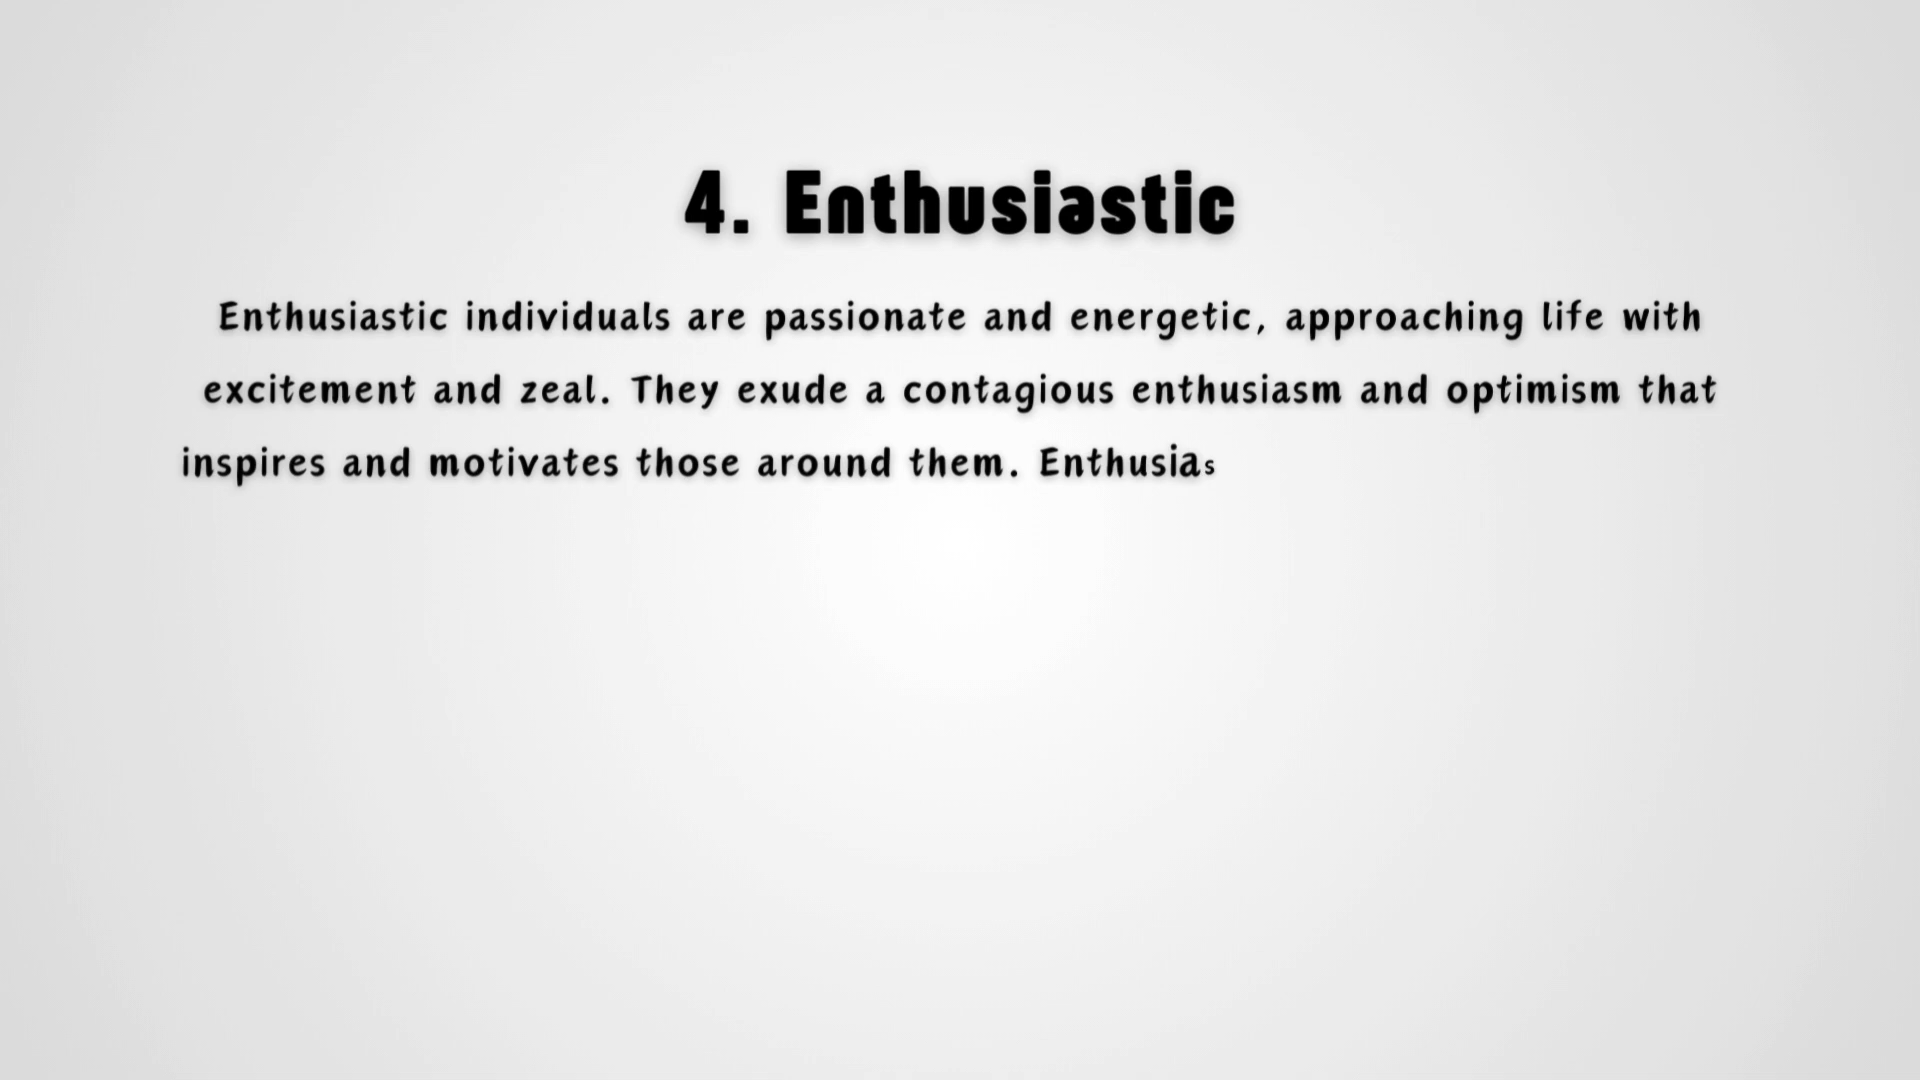 4. Enthusiastic
Enthusiastic individuals are passionate and energetic, approaching life with
excitement and zeal. They exude a contagious enthusiasm and optimism that
inspires and motivates those around them. Enthusias